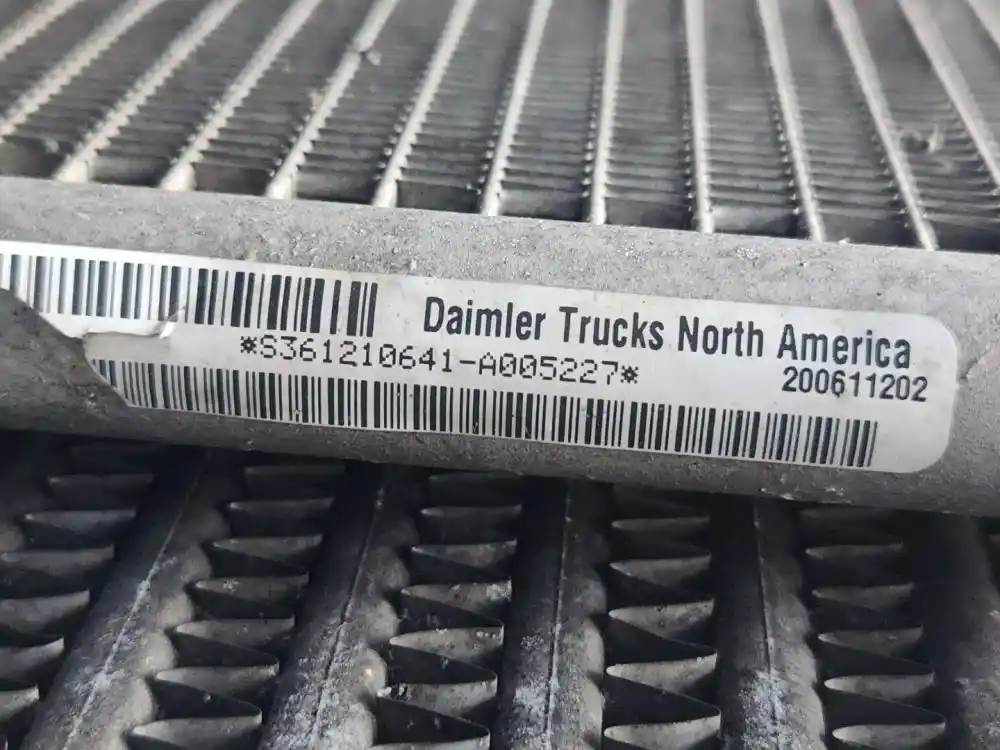 Daimler Trucks North America
*S361210641-A005227*
200611202